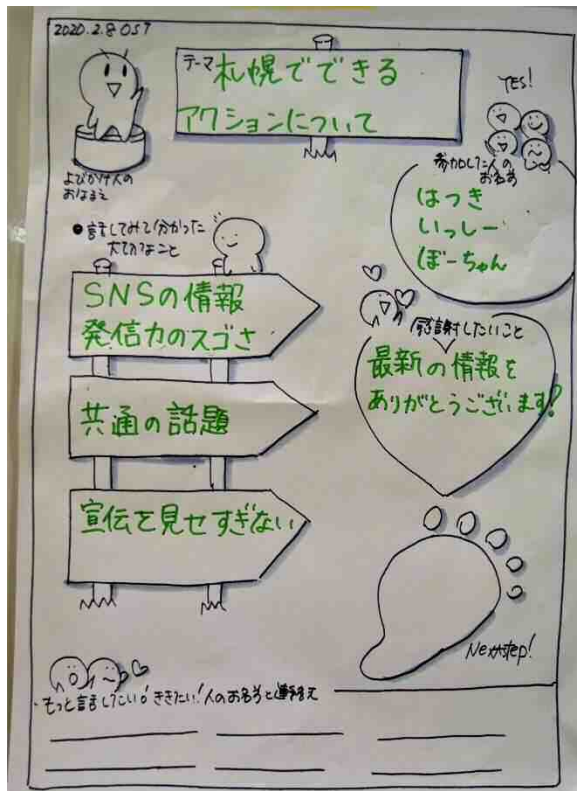 2020.2.8 OST
テーマ 札幌でできる
アクションについて
YES!
よびかけ人の
おなまえ
参加した人の
お名前
はっき
いっしー
ぼーちゃん
●話してみて分かった
大せつなこと
SNSの情報
発信力のスゴさ
共通の話題
宣伝を見せすぎない
感謝したいこと
最新の情報を
ありがとうございます!
Next step!
もっと話したい!ききたい!人のお名前と連絡先